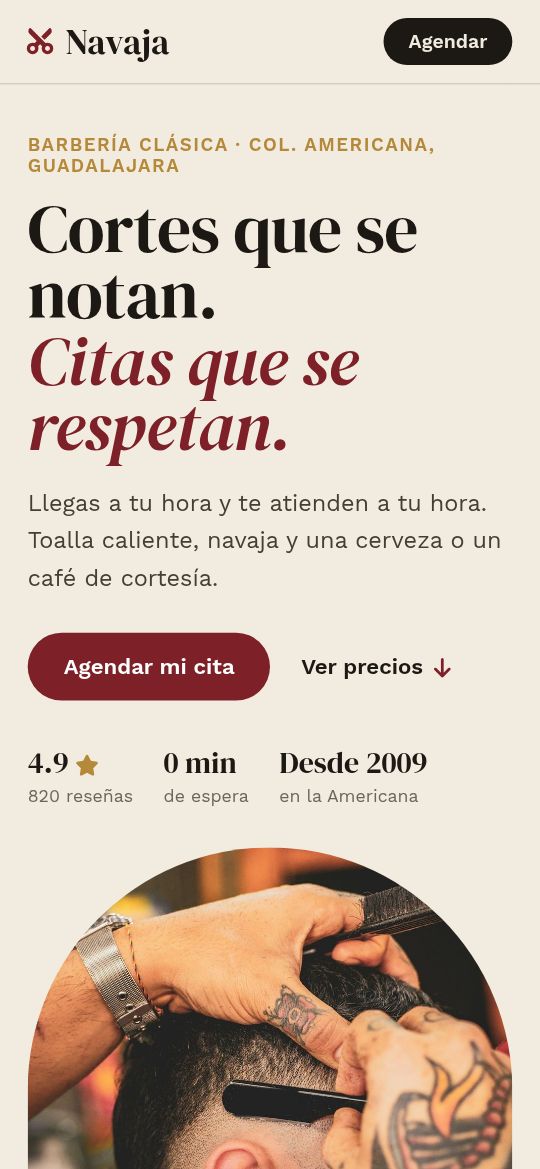 Navaja
Agendar
BARBERÍA CLÁSICA · COL. AMERICANA,
GUADALAJARA
Cortes que se
notan.
Citas que se
respetan.
Llegas a tu hora y te atienden a tu hora.
Toalla caliente, navaja y una cerveza o un
café de cortesía.
Agendar mi cita
Ver precios
4.9
820 reseñas
0 min
de espera
Desde 2009
en la Americana